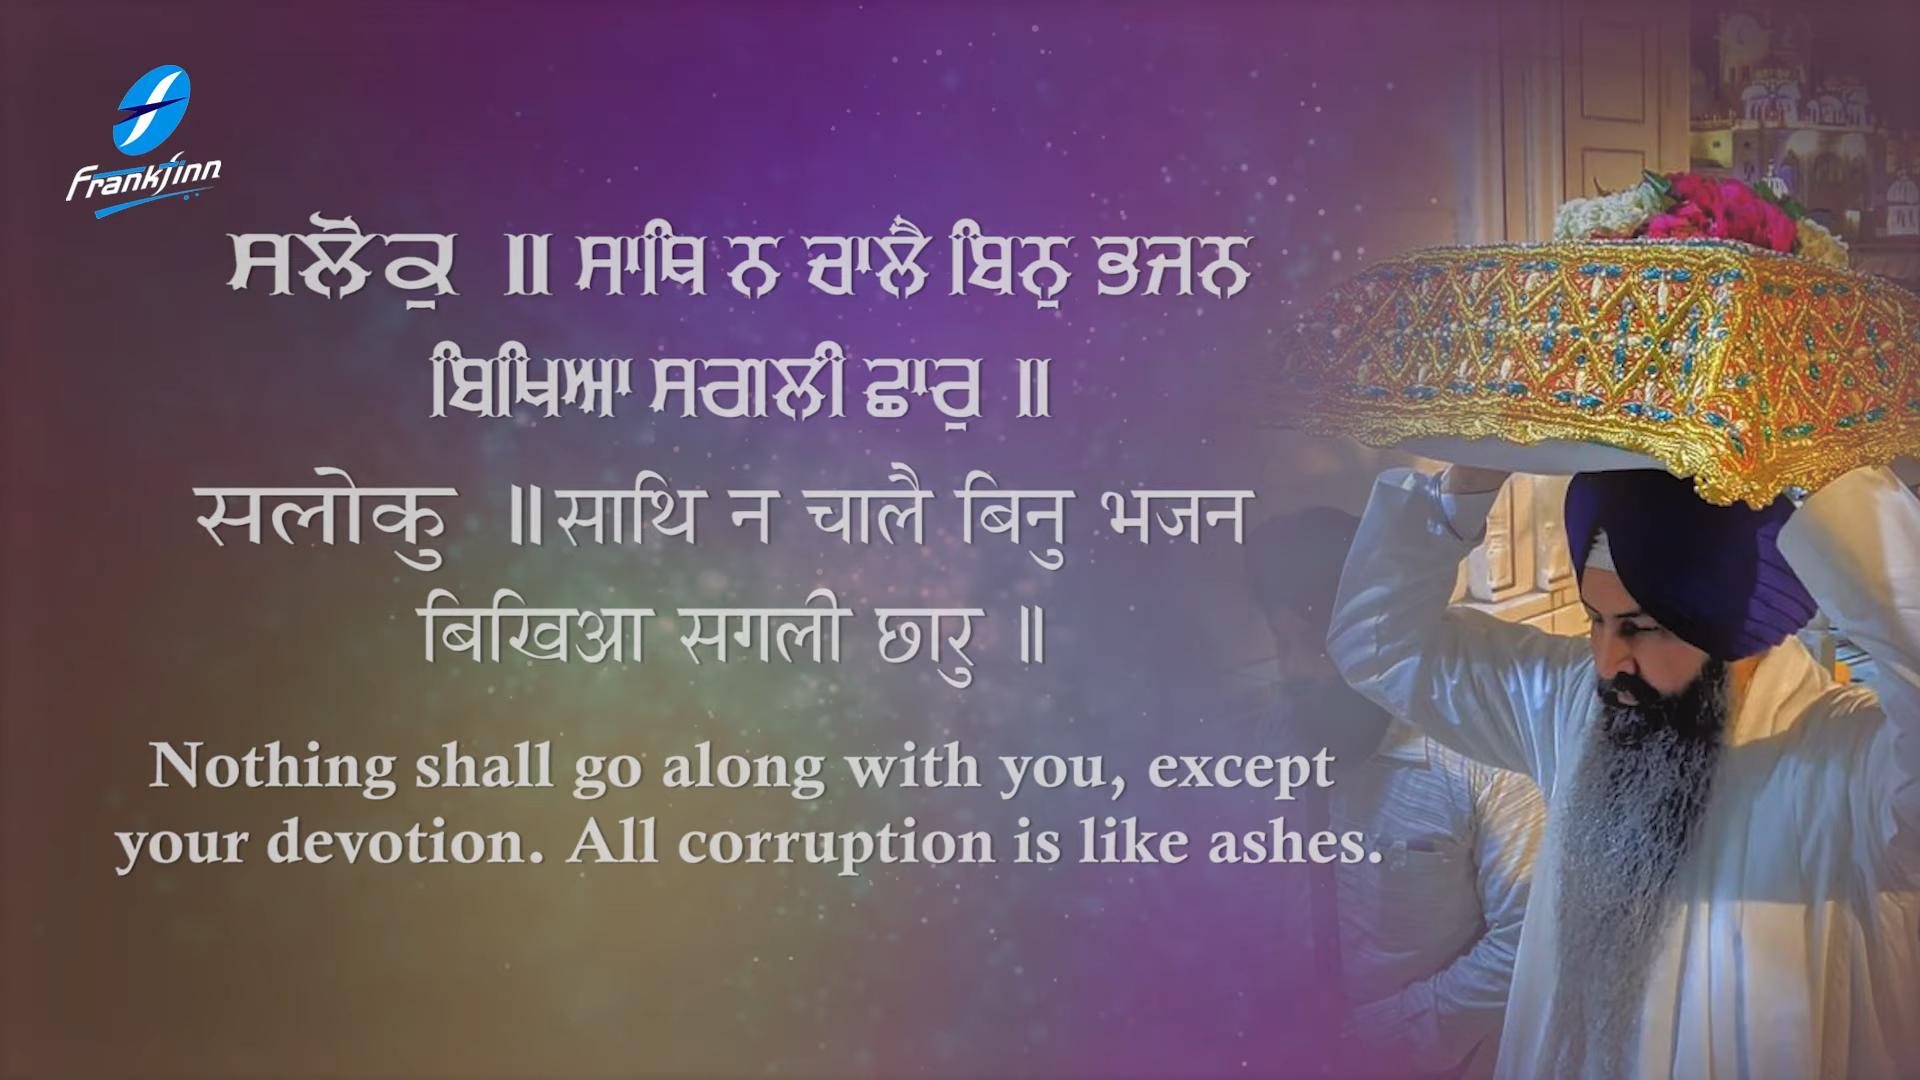 Frankfinn
ਸਲੋਕੁ ॥ ਸਾਥਿ ਨ ਚਾਲੈ ਬਿਨੁ ਭਜਨ
ਬਿਖਿਆ ਸਗਲੀ ਛਾਰੁ ॥
सलोकु ॥ साथि न चालै बिनु भजन
बिखिआ सगली छारु ॥
Nothing shall go along with you, except
your devotion. All corruption is like ashes.